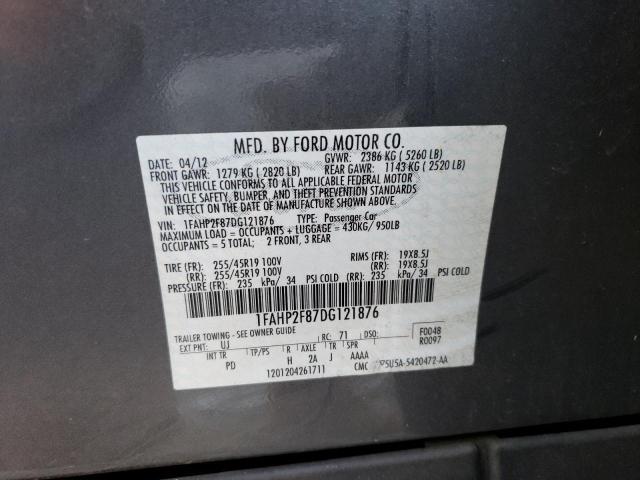 MFD. BY FORD MOTOR CO.
DATE: 04/12 GVWR: 2386 KG ( 5260 LB)
FRONT GAWR: 1279 KG ( 2820 LB) REAR GAWR: 1143 KG ( 2520 LB)
THIS VEHICLE CONFORMS TO ALL APPLICABLE FEDERAL MOTOR
VEHICLE SAFETY, BUMPER, AND THEFT PREVENTION STANDARDS
IN EFFECT ON THE DATE OF MANUFACTURE SHOWN ABOVE.
VIN: 1FAHP2F87DG121876 TYPE: Passenger Car
MAXIMUM LOAD = OCCUPANTS + LUGGAGE = 430KG/ 950LB
OCCUPANTS = 5 TOTAL; 2 FRONT, 3 REAR
TIRE (FR): 255/45R19 100V RIMS (FR): 19X8.5J
(RR): 255/45R19 100V (RR): 19X8.5J
PRESSURE (FR): 235 kPa/ 34 PSI COLD (RR): 235 kPa/ 34 PSI COLD
1FAHP2F87DG121876
TRAILER TOWING - SEE OWNER GUIDE
EXT PNT: UJ RC: 71 DSO: F0048
R0097
INT TR TP/PS R AXLE TR SPR
PD H 2A J AAAA
1201204261711 CMC 5U5A-5420472-AA